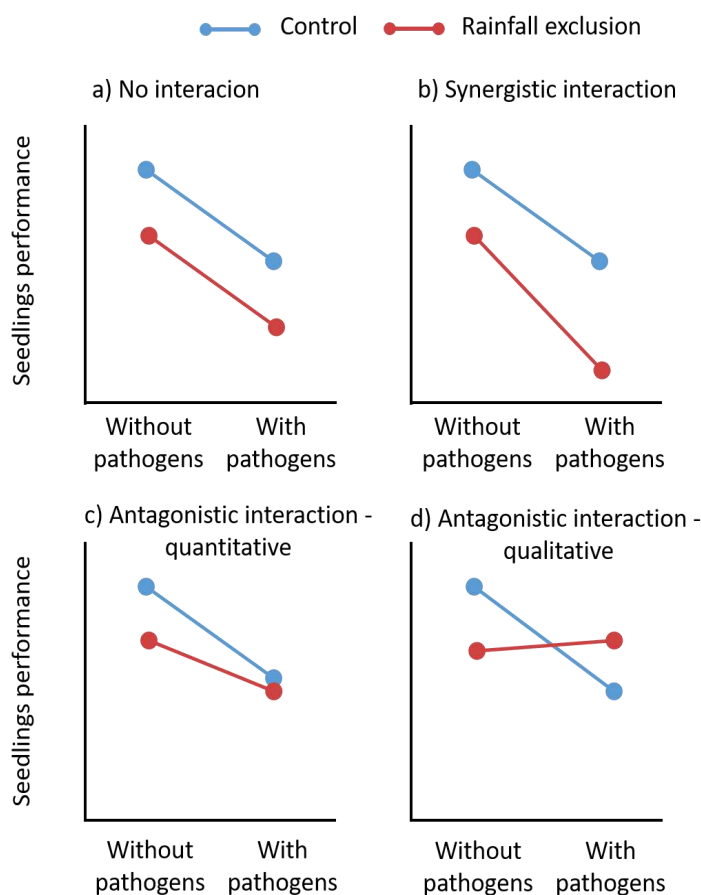 Control Rainfall exclusion
a) No interacion b) Synergistic interaction
Seedlings performance
Without With Without With
pathogens pathogens pathogens pathogens
c) Antagonistic interaction - d) Antagonistic interaction -
quantitative qualitative
Seedlings performance
Without With Without With
pathogens pathogens pathogens pathogens